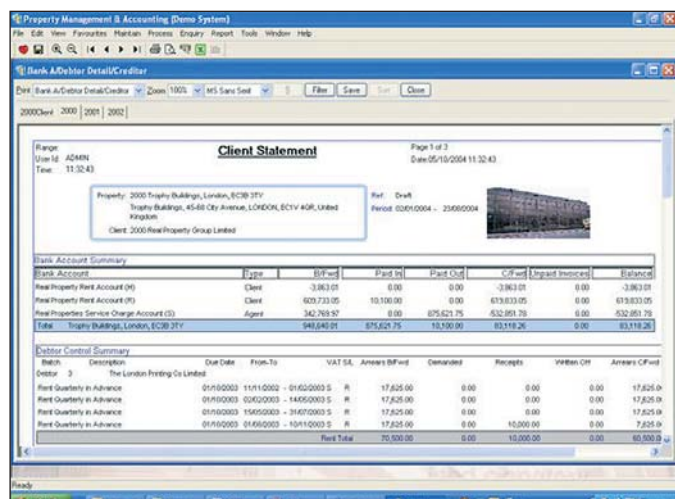 Property Management & Accounting (Demo System)
File Edit View Favourites Maintain Process Enquiry Report Tools Window Help
Bank A/Debtor Detail/Creditor
Print Bank A/Debtor Detail/Creditor Zoom 100% MS Sans Serif Filter Save Close
2000Client 2000 2001 2002
Range: Client Statement Page 1 of 3
User Id: ADMIN Date:05/10/2004 11:32:43
Time: 11:32:43
Property: 2000 Trophy Buildings, London, EC3B 3TV Ref: Draft
Trophy Buildings, 45-68 City Avenue, LONDON, EC1V 4QR, United Period: 02/01/2004 - 23/08/2004
Kingdom
Client: 2000 Real Property Group Limited
Bank Account Summary
Bank Account Type B/Fwd Paid In Paid Out C/Fwd Unpaid Invoices Balance
Real Property Rent Account (H) Client -3,863.01 0.00 0.00 -3,863.01 0.00 -3,863.01
Real Property Rent Account (R) Client 609,733.05 10,100.00 0.00 619,833.05 0.00 619,833.05
Real Properties Service Charge Account (S) Agent 342,769.97 0.00 875,621.75 -532,851.78 0.00 -532,851.78
Total Trophy Buildings, London, EC3B 3TV 948,640.01 875,621.75 10,100.00 83,118.26 0.00 83,118.26
Debtor Control Summary
Batch Description Due Date From-To VAT S/L Arrears B/Fwd Demanded Receipts Written Off Arrears C/Fwd
Debtor 3 The London Printing Co Limited
Rent Quarterly in Advance 01/10/2003 11/11/2002 - 01/02/2003 S R 17,625.00 0.00 0.00 0.00 17,625.0
Rent Quarterly in Advance 01/10/2003 02/02/2003 - 14/05/2003 S R 17,625.00 0.00 0.00 0.00 17,625.0
Rent Quarterly in Advance 01/10/2003 15/05/2003 - 31/07/2003 S R 17,625.00 0.00 0.00 0.00 17,625.0
Rent Quarterly in Advance 01/10/2003 01/08/2003 - 10/11/2003 S R 17,625.00 0.00 10,000.00 0.00 7,625.0
Rent Total 70,500.00 0.00 10,000.00 0.00 60,500.0
Ready